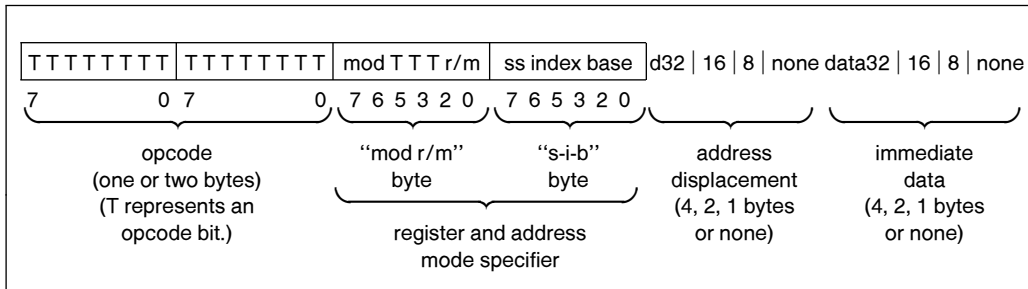 T T T T T T T T T T T T T T T T mod T T T r/m ss index base d32 | 16 | 8 | none data32 | 16 | 8 | none
7 0 7 0 7 6 5 3 2 0 7 6 5 3 2 0
opcode
(one or two bytes)
(T represents an
opcode bit.)
‘‘mod r/m’’
byte
‘‘s-i-b’’
byte
register and address
mode specifier
address
displacement
(4, 2, 1 bytes
or none)
immediate
data
(4, 2, 1 bytes
or none)